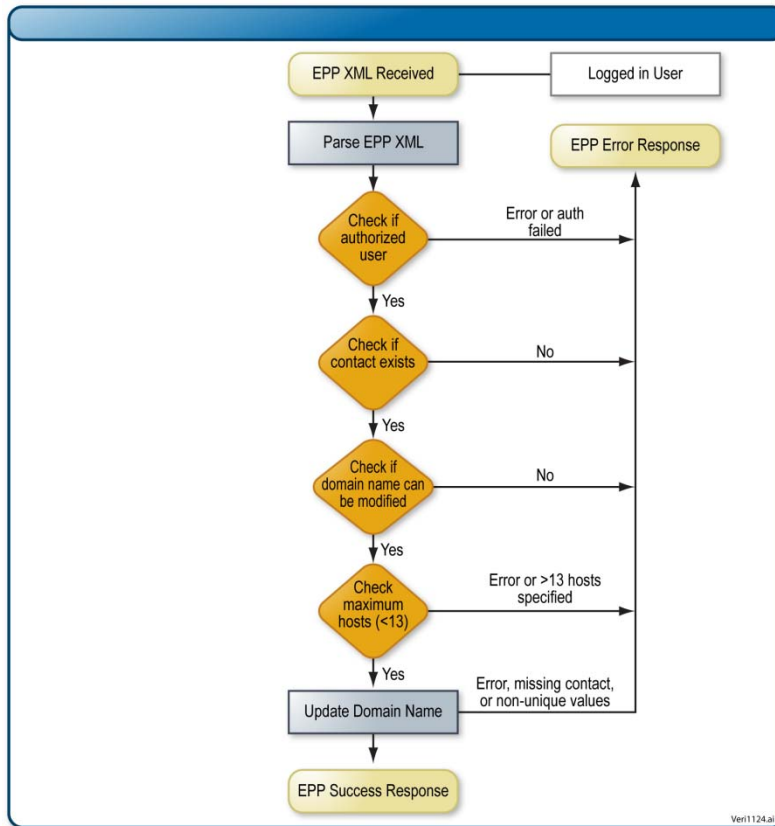 EPP XML Received
Logged in User
Parse EPP XML
EPP Error Response
Check if
authorized
user
Error or auth
failed
Yes
Check if
contact exists
No
Yes
Check if
domain name can
be modified
No
Yes
Check
maximum
hosts (<13)
Error or >13 hosts
specified
Yes
Update Domain Name
Error, missing contact,
or non-unique values
EPP Success Response
Veri1124.ai